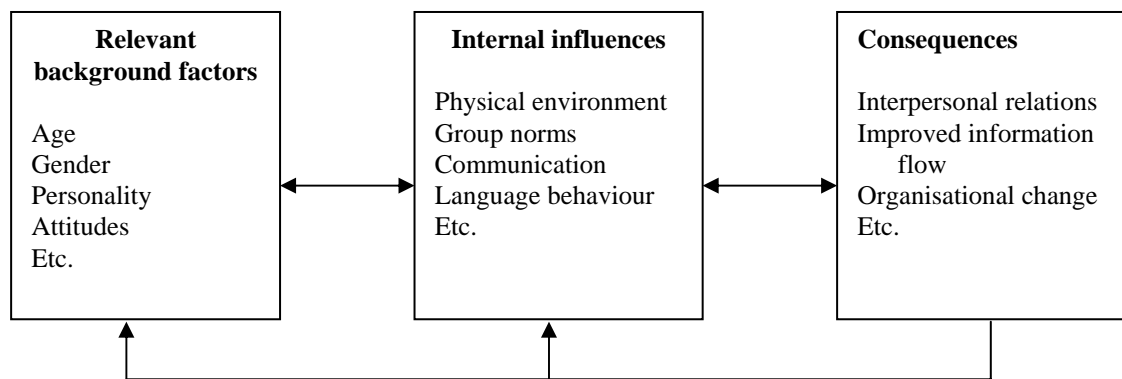 Relevant
background factors
Age
Gender
Personality
Attitudes
Etc.
Internal influences
Physical environment
Group norms
Communication
Language behaviour
Etc.
Consequences
Interpersonal relations
Improved information
flow
Organisational change
Etc.